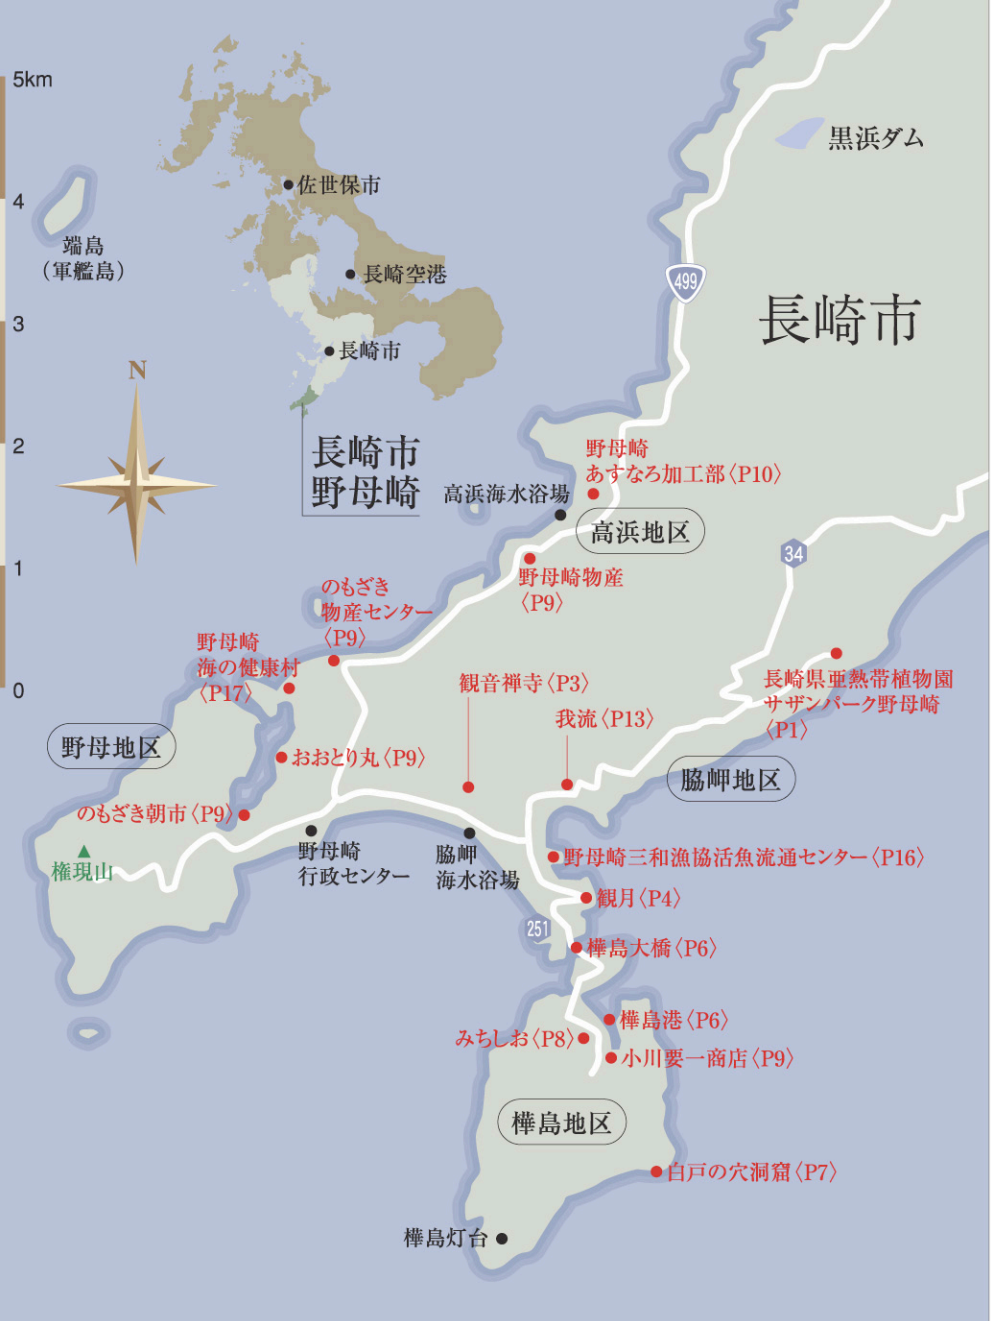 5km
4
3
2
1
0
端島
（軍艦島）
佐世保市
長崎空港
長崎市
長崎市
野母崎
N
黒浜ダム
499
長崎市
野母崎
あすなろ加工部〈P10〉
高浜海水浴場
高浜地区
34
野母崎物産
〈P9〉
のもざき
物産センター
〈P9〉
野母崎
海の健康村
〈P17〉
観音禅寺〈P3〉
我流〈P13〉
長崎県亜熱帯植物園
サザンパーク野母崎
〈P1〉
野母地区
おおとり丸〈P9〉
脇岬地区
のもざき朝市〈P9〉
▲
権現山
野母崎
行政センター
脇岬
海水浴場
野母崎三和漁協活魚流通センター〈P16〉
観月〈P4〉
251
樺島大橋〈P6〉
樺島港〈P6〉
みちしお〈P8〉
小川要一商店〈P9〉
樺島地区
白戸の穴洞窟〈P7〉
樺島灯台